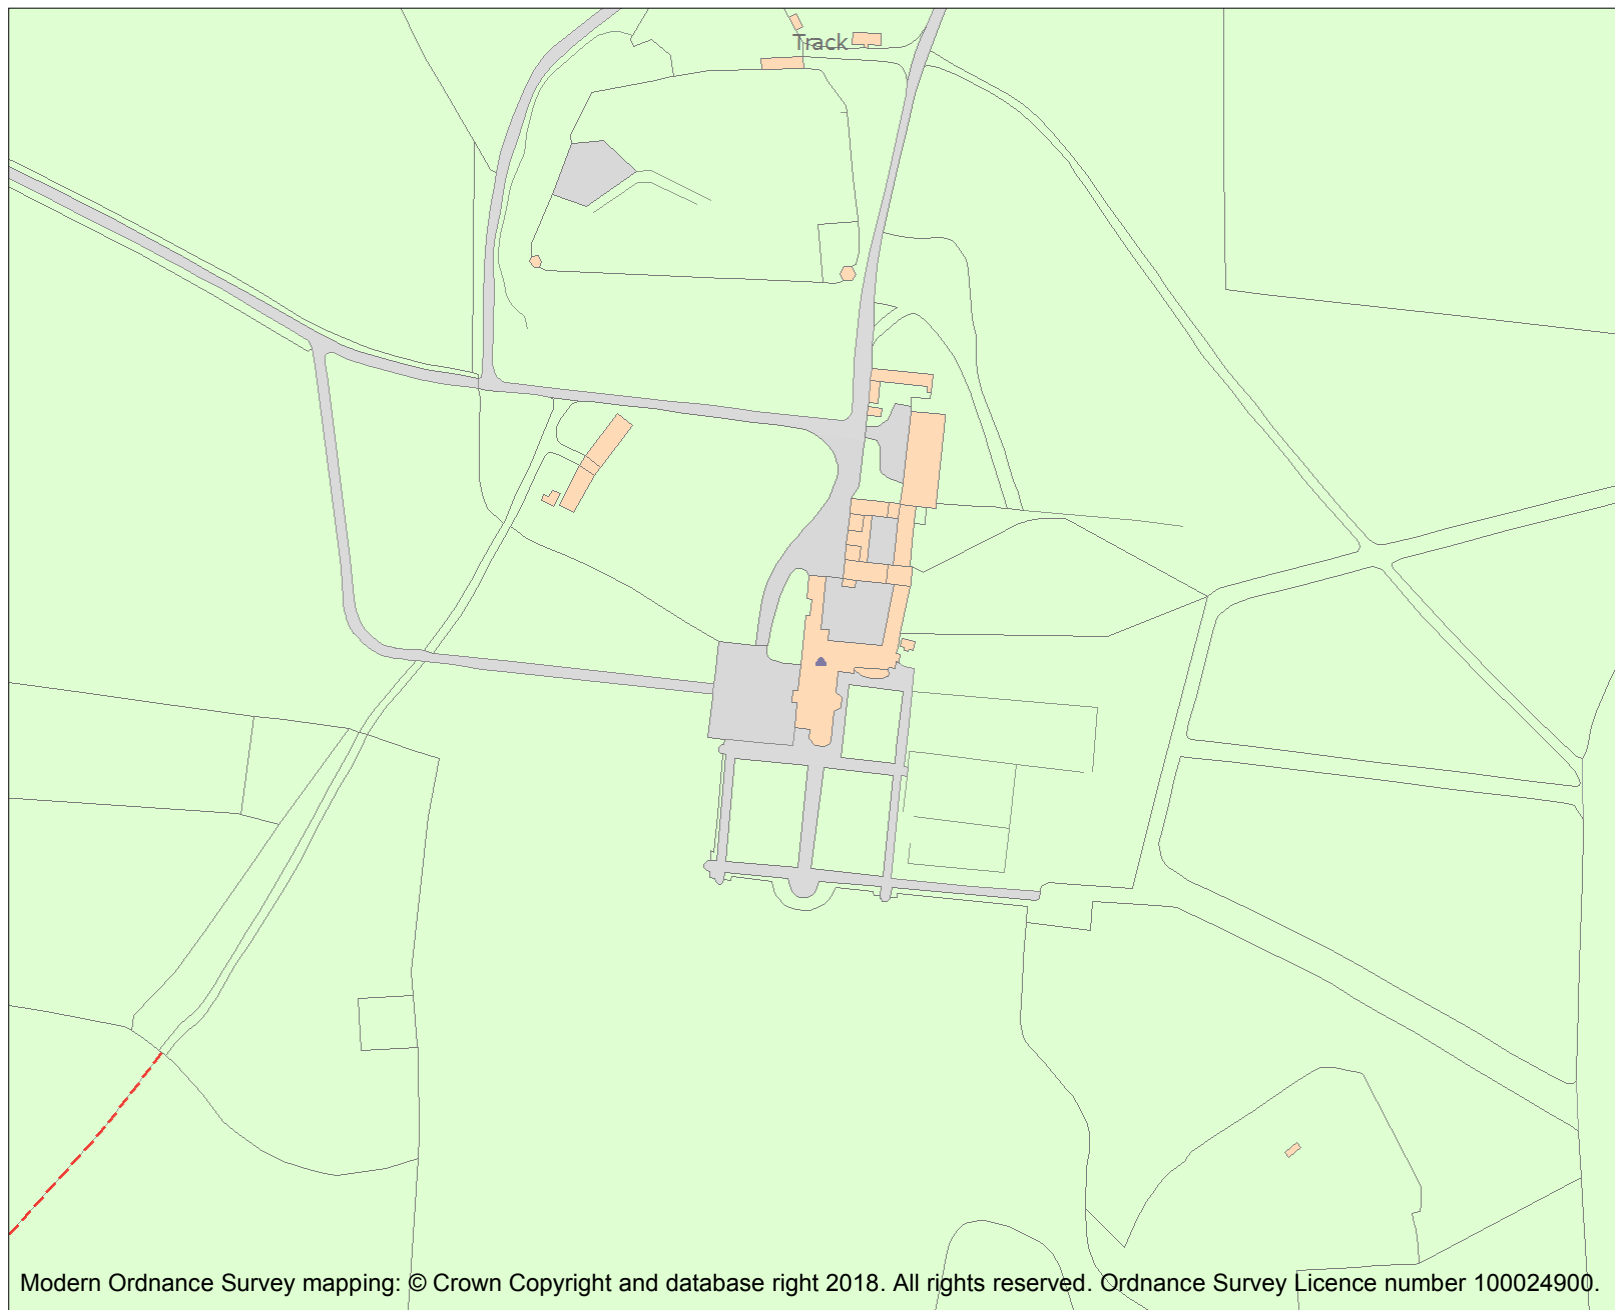 Track
Modern Ordnance Survey mapping: © Crown Copyright and database right 2018. All rights reserved. Ordnance Survey Licence number 100024900.